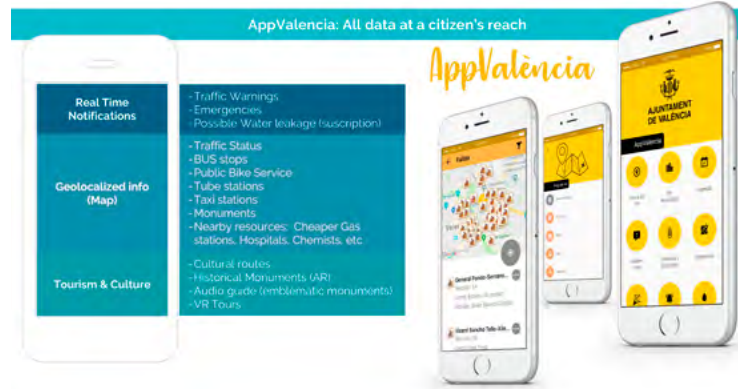 AppValencia: All data at a citizen's reach
AppValència
Real Time
Notifications
-Traffic Warnings
-Emergencies
-Possible Water leakage (suscription)
Geolocalized info
(Map)
-Traffic Status
-BUS stops
-Public Bike Service
-Tube stations
-Taxi stations
-Monuments
-Nearby resources: Cheaper Gas
stations, Hospitals, Chemists, etc
Tourism & Culture
-Cultural routes
-Historical Monuments (AR)
-Audio guide (emblematic monuments)
-VR Tours
Fallas
AJUNTAMENT
DE VALÈNCIA
AppValencia